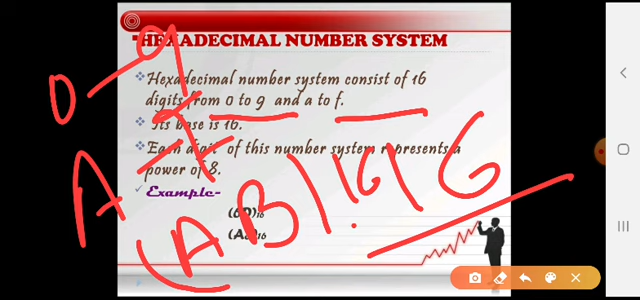 HEXADECIMAL NUMBER SYSTEM
0 - 9
Hexadecimal number system consist of 16
digits from 0 to 9 and a to f.
Its base is 16.
A - F
Each digit of this number system represents a
power of 8.
Example-
(AB)
16